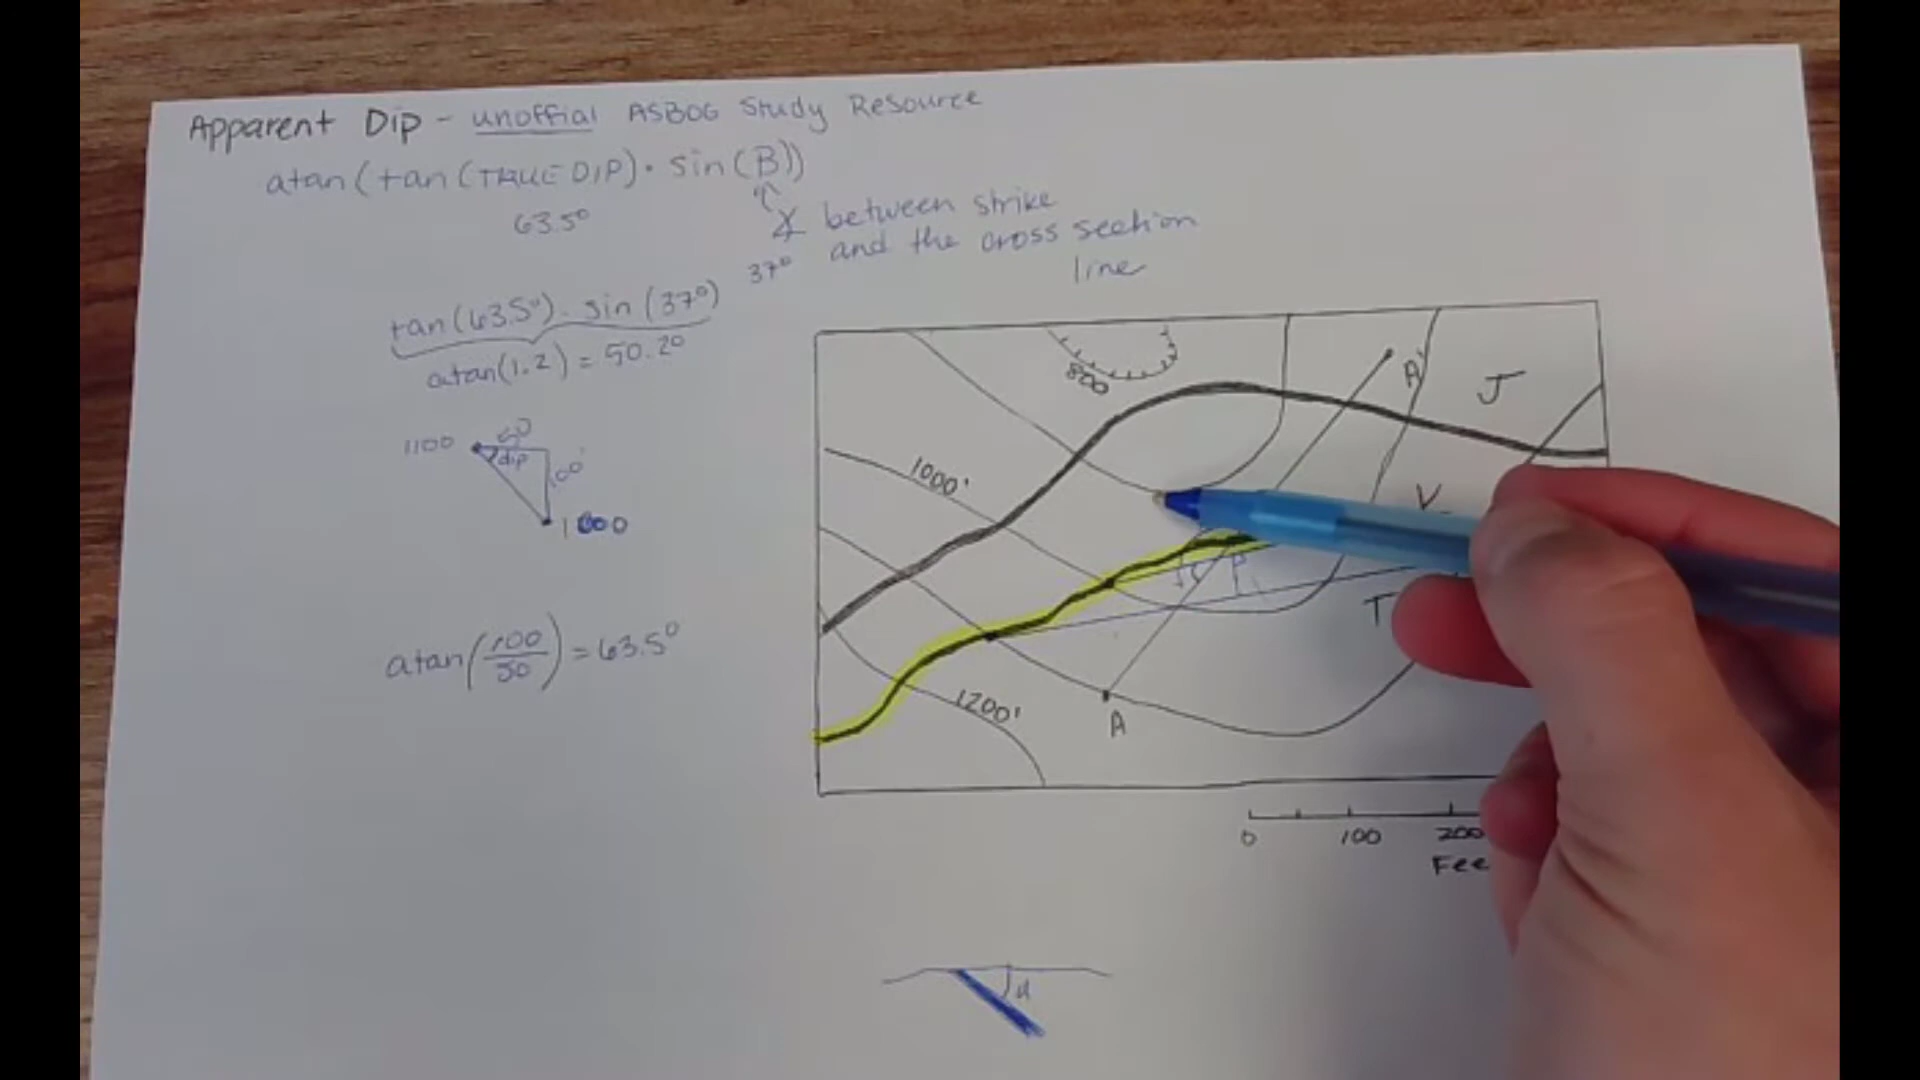 Apparent Dip - unoffial ASBOG Study Resource
atan(tan(TRUE DIP) · sin(B))
63.5°
∡ between strike
37° and the cross section
line
tan(63.5°) · sin(37°)
atan(1.2) = 50.2°
1100
50
dip
100'
1000
atan(100/50) = 63.5°
800
A'
J
1000'
V
T
1200'
A
0 100 200
Fee